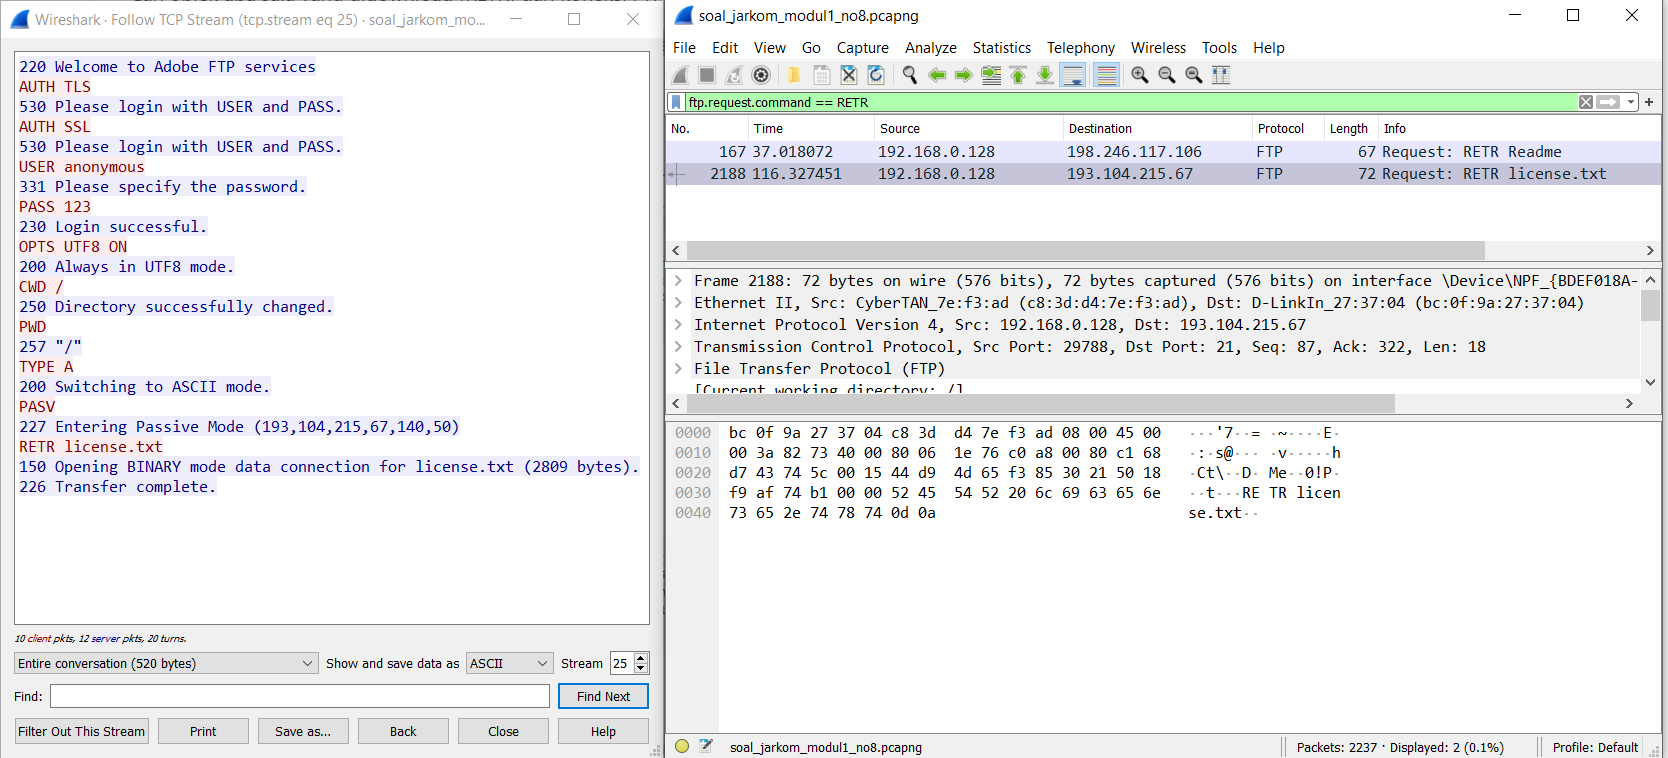 Wireshark · Follow TCP Stream (tcp.stream eq 25) · soal_jarkom_mo...
220 Welcome to Adobe FTP services
AUTH TLS
530 Please login with USER and PASS.
AUTH SSL
530 Please login with USER and PASS.
USER anonymous
331 Please specify the password.
PASS 123
230 Login successful.
OPTS UTF8 ON
200 Always in UTF8 mode.
CWD /
250 Directory successfully changed.
PWD
257 "/"
TYPE A
200 Switching to ASCII mode.
PASV
227 Entering Passive Mode (193,104,215,67,140,50)
RETR license.txt
150 Opening BINARY mode data connection for license.txt (2809 bytes).
226 Transfer complete.
10 client pkts, 12 server pkts, 20 turns.
Entire conversation (520 bytes) Show and save data as ASCII Stream 25
Find: Find Next
Filter Out This Stream Print Save as... Back Close Help
soal_jarkom_modul1_no8.pcapng
File Edit View Go Capture Analyze Statistics Telephony Wireless Tools Help
ftp.request.command == RETR
No. Time Source Destination Protocol Length Info
167 37.018072 192.168.0.128 198.246.117.106 FTP 67 Request: RETR Readme
2188 116.327451 192.168.0.128 193.104.215.67 FTP 72 Request: RETR license.txt
Frame 2188: 72 bytes on wire (576 bits), 72 bytes captured (576 bits) on interface \Device\NPF_{BDEF018A-
Ethernet II, Src: CyberTAN_7e:f3:ad (c8:3d:d4:7e:f3:ad), Dst: D-LinkIn_27:37:04 (bc:0f:9a:27:37:04)
Internet Protocol Version 4, Src: 192.168.0.128, Dst: 193.104.215.67
Transmission Control Protocol, Src Port: 29788, Dst Port: 21, Seq: 87, Ack: 322, Len: 18
File Transfer Protocol (FTP)
[Current working directory: /]
0000 bc 0f 9a 27 37 04 c8 3d d4 7e f3 ad 08 00 45 00 ···'7··= ·~····E·
0010 00 3a 82 73 40 00 80 06 1e 76 c0 a8 00 80 c1 68 ·:·s@··· ·v·····h
0020 d7 43 74 5c 00 15 44 d9 4d 65 f3 85 30 21 50 18 ·Ct\··D· Me··0!P·
0030 f9 af 74 b1 00 00 52 45 54 52 20 6c 69 63 65 6e ··t···RE TR licen
0040 73 65 2e 74 78 74 0d 0a se.txt··
soal_jarkom_modul1_no8.pcapng Packets: 2237 · Displayed: 2 (0.1%) Profile: Default